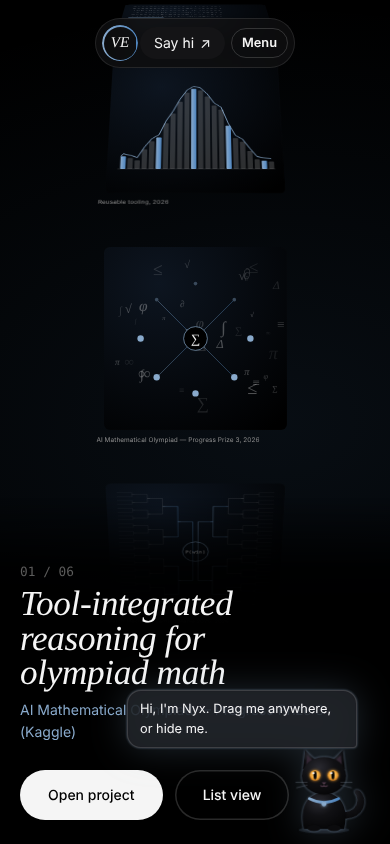 VE
Say hi ↗
Menu
Reusable tooling, 2026
Σ
AI Mathematical Olympiad — Progress Prize 3, 2026
01 / 06
Tool-integrated
reasoning for
olympiad math
AI Mathematical
(Kaggle)
Hi, I'm Nyx. Drag me anywhere,
or hide me.
Open project
List view